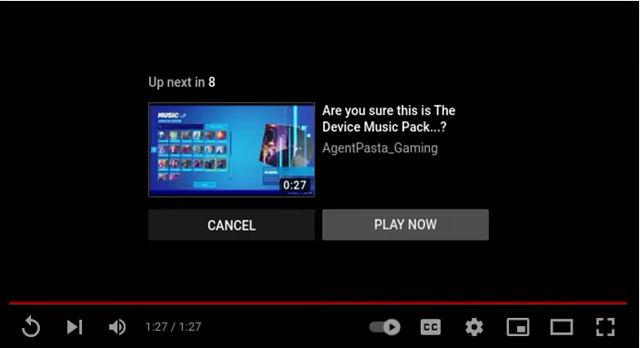 Up next in 8
MUSIC
0:27
Are you sure this is The
Device Music Pack...?
AgentPasta_Gaming
CANCEL
PLAY NOW
1:27 / 1:27
CC